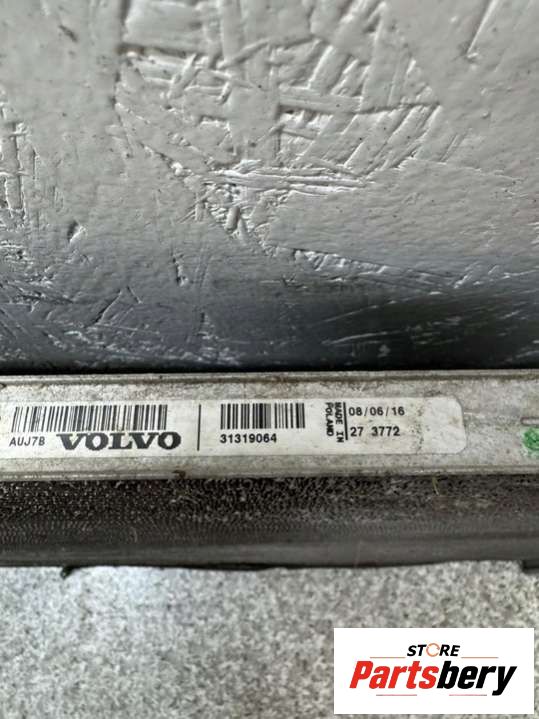 AUJ7B VOLVO
31319064
MADE IN
POLAND
08/06/16
27 3772
STORE
Partsbery